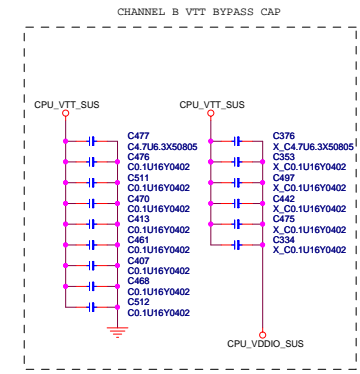 CHANNEL B VTT BYPASS CAP
CPU_VTT_SUS
C477
C4.7U6.3X50805
C476
C0.1U16Y0402
C511
C0.1U16Y0402
C470
C0.1U16Y0402
C413
C0.1U16Y0402
C461
C0.1U16Y0402
C407
C0.1U16Y0402
C468
C0.1U16Y0402
C512
C0.1U16Y0402
CPU_VTT_SUS
C376
X_C4.7U6.3X50805
C353
X_C0.1U16Y0402
C497
X_C0.1U16Y0402
C442
X_C0.1U16Y0402
C475
X_C0.1U16Y0402
C334
X_C0.1U16Y0402
CPU_VDDIO_SUS